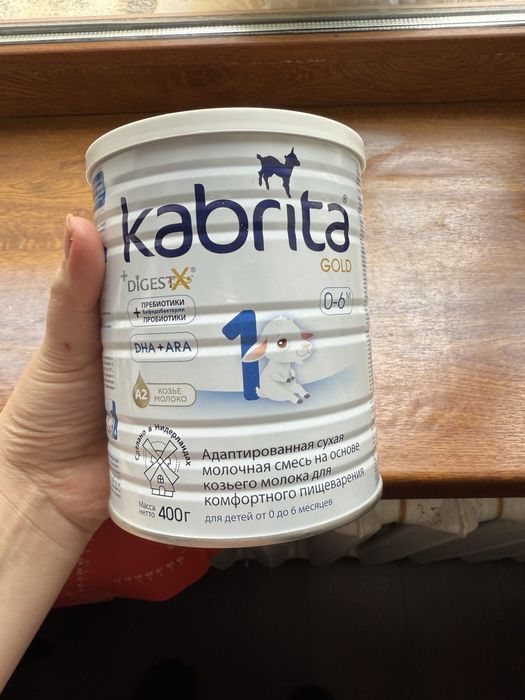 kabrita®
GOLD
+DIGESTX®
0-6М
+ ПРЕБИОТИКИ
Бифидобактерии
ПРОБИОТИКИ
DHA+ARA
1
A2
КОЗЬЕ
МОЛОКО
Сделано в Нидерландах
Адаптированная сухая
молочная смесь на основе
козьего молока для
комфортного пищеварения
для детей от 0 до 6 месяцев
Масса
нетто 400г